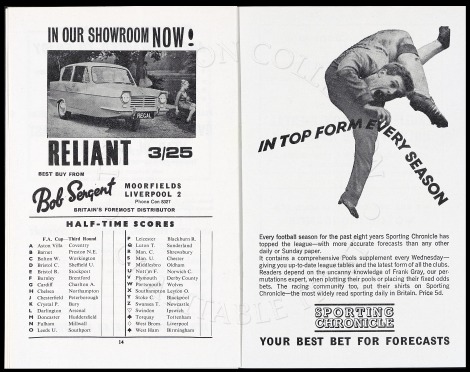 IN OUR SHOWROOM NOW!
REGAL
RELIANT 3/25
BEST BUY FROM
Bob Sergent
MOORFIELDS
LIVERPOOL 2
Phone Cen 8327
BRITAIN'S FOREMOST DISTRIBUTOR
HALF-TIME SCORES
F.A. Cup—Third Round
A Aston Villa Coventry
B Barnet Preston N.E.
C Bolton W. Workington
D Bristol C. Sheffield U.
E Bristol R. Stockport
F Burnley Brentford
G Cardiff Charlton A.
H Chelsea Northampton
J Chesterfield Peterborough
K Crystal P. Bury
L Darlington Arsenal
M Doncaster Huddersfield
N Fulham Millwall
O Leeds U. Southport
P Leicester Blackburn R.
Q Luton T. Sunderland
R Man. C. Shrewsbury
S Man. U. Chester
T Middlesbro Oldham
U Nott'm F. Norwich C.
V Plymouth Derby County
W Portsmouth Wolves
X Southampton Leyton O.
Y Stoke C. Blackpool
Z Swansea T. Newcastle
Swindon Ipswich
Torquay Tottenham
West Brom Liverpool
West Ham Birmingham
14
IN TOP FORM EVERY SEASON
Every football season for the past eight years Sporting Chronicle has
topped the league—with more accurate forecasts than any other
daily or Sunday paper.
It contains a comprehensive Pools supplement every Wednesday—
giving you up-to-date league tables and the latest form of all the clubs.
Readers depend on the uncanny knowledge of Frank Gray, our per-
mutations expert, when plotting their pools or placing their fixed odds
bets. The racing community too, put their shirts on Sporting
Chronicle—the most widely read sporting daily in Britain. Price 5d.
SPORTING
CHRONICLE
YOUR BEST BET FOR FORECASTS